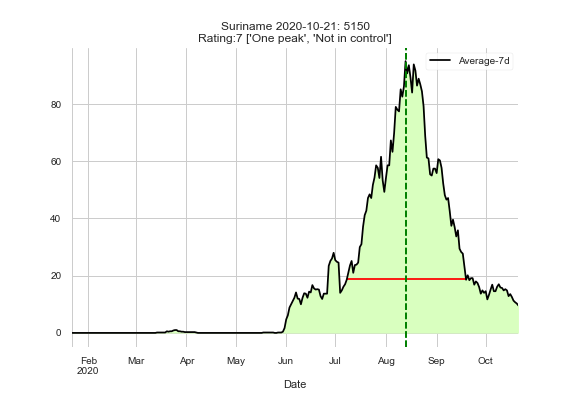 Suriname 2020-10-21: 5150
Rating:7 ['One peak', 'Not in control']
Average-7d
80
60
40
20
0
Feb Mar Apr May Jun Jul Aug Sep Oct
2020
Date